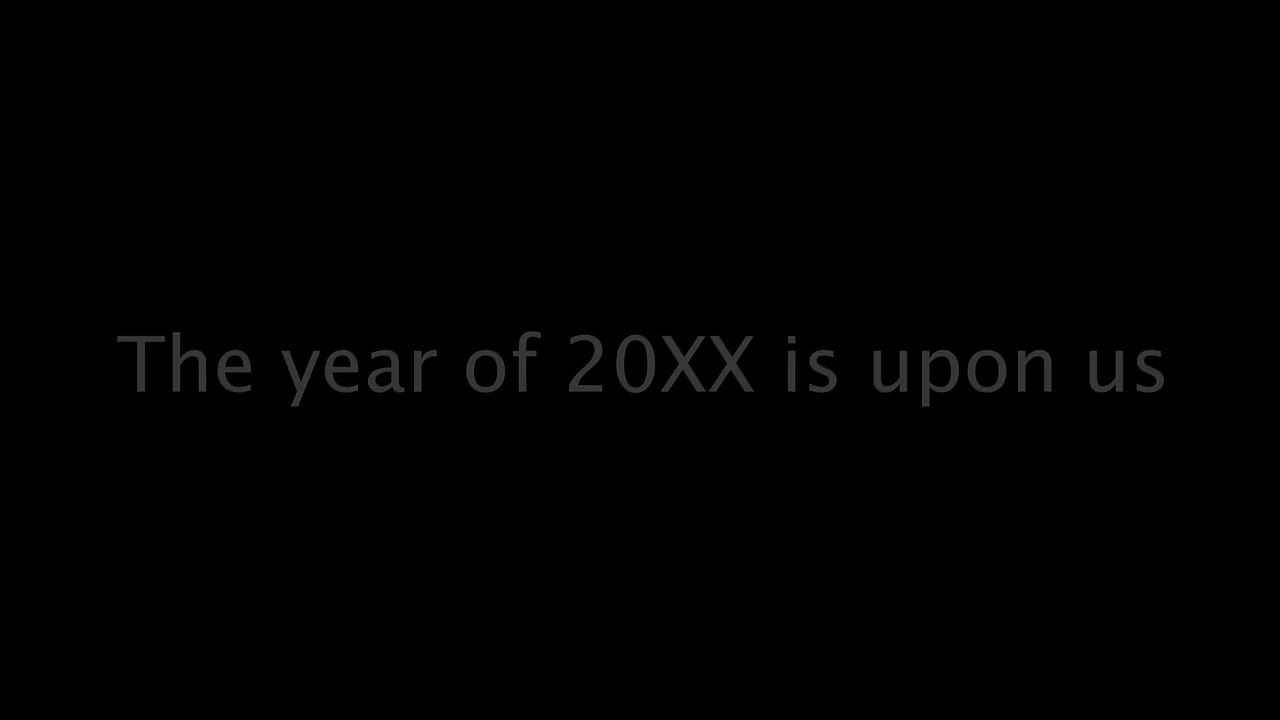 The year of 20XX is upon us